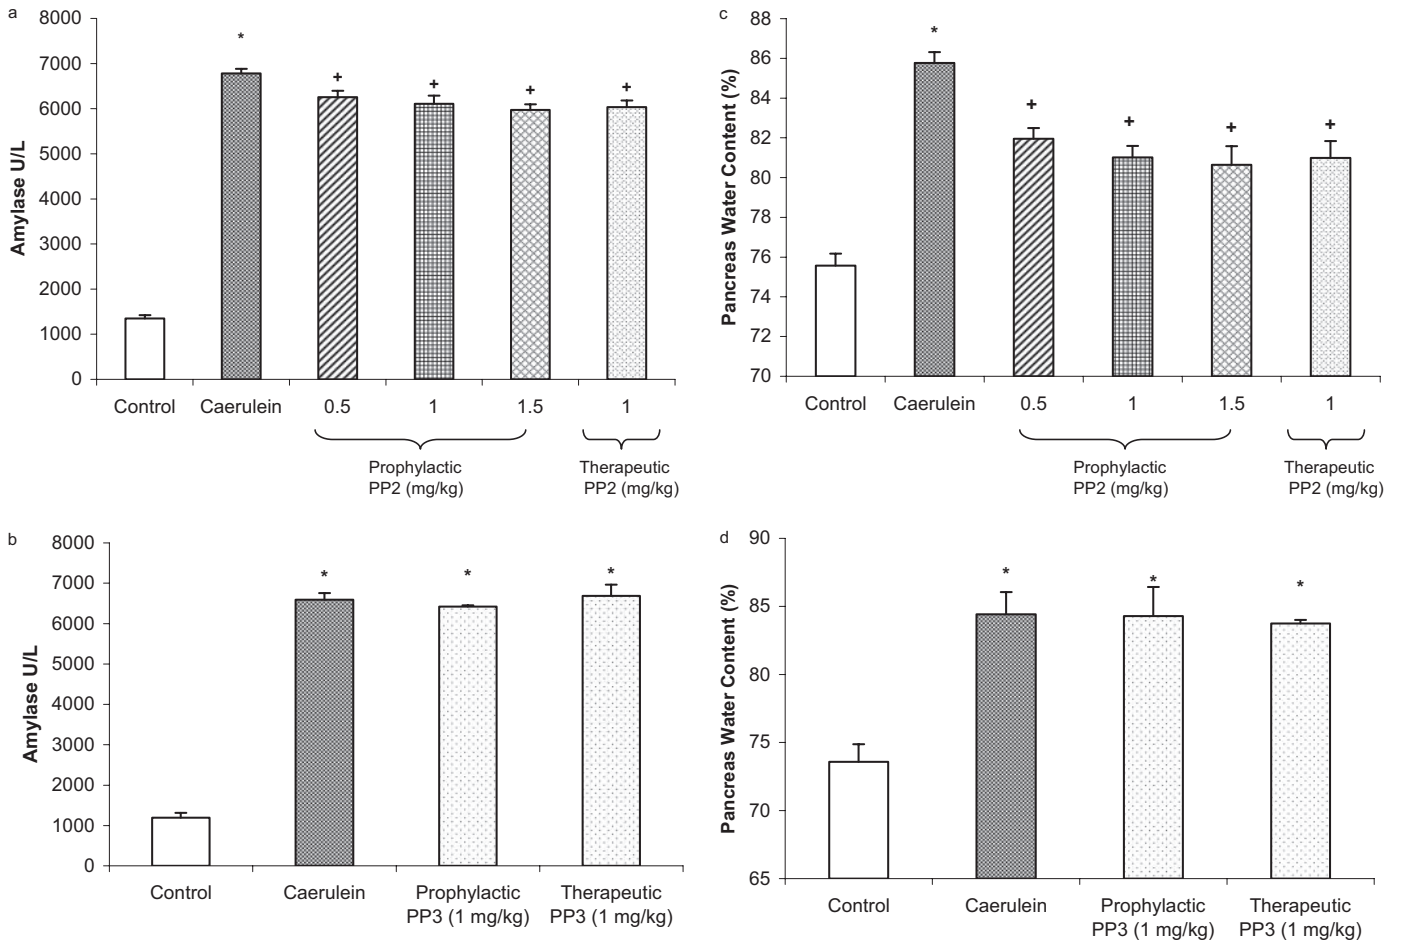 a
8000
7000
6000
5000
4000
3000
2000
1000
0
Amylase U/L
*
+
+
+
+
Control
Caerulein
0.5
1
1.5
1
Prophylactic
PP2 (mg/kg)
Therapeutic
PP2 (mg/kg)
c
88
86
84
82
80
78
76
74
72
70
Pancreas Water Content (%)
*
+
+
+
+
Control
Caerulein
0.5
1
1.5
1
Prophylactic
PP2 (mg/kg)
Therapeutic
PP2 (mg/kg)
b
8000
7000
6000
5000
4000
3000
2000
1000
0
Amylase U/L
*
*
*
Control
Caerulein
Prophylactic
PP3 (1 mg/kg)
Therapeutic
PP3 (1 mg/kg)
d
90
85
80
75
70
65
Pancreas Water Content (%)
*
*
*
Control
Caerulein
Prophylactic
PP3 (1 mg/kg)
Therapeutic
PP3 (1 mg/kg)